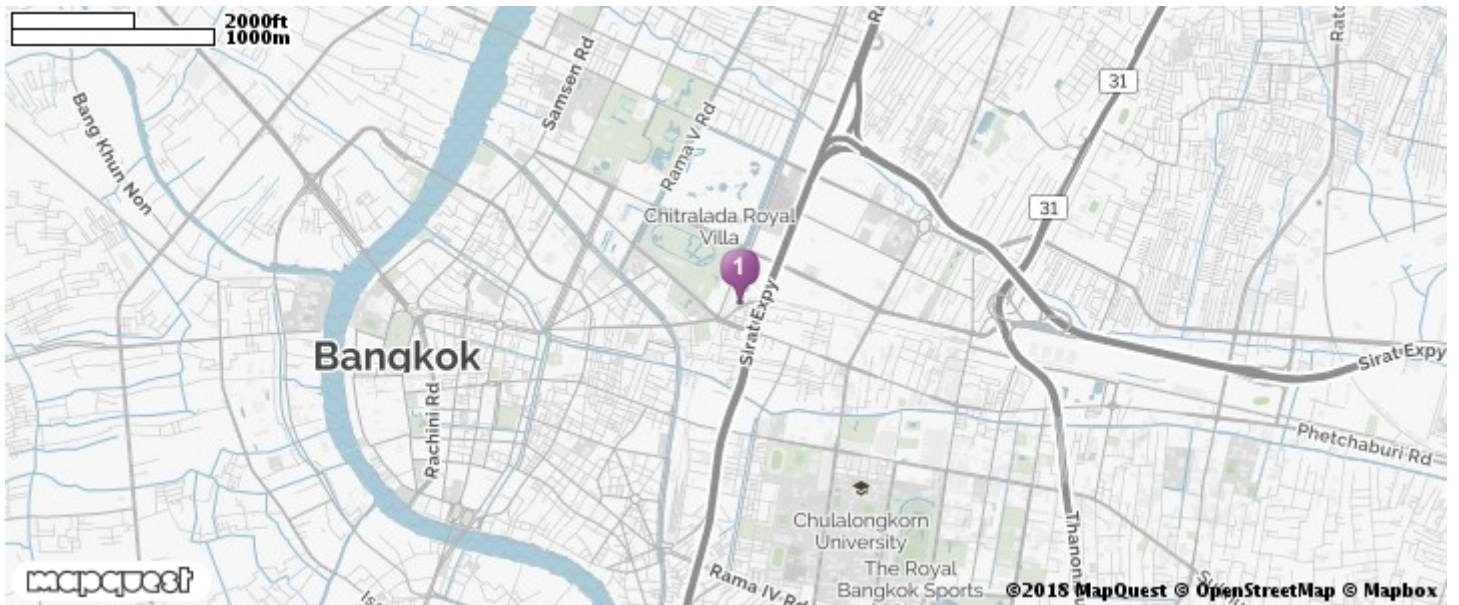 2000ft
1000m
31
Samsen Rd
Bang Khun Non
Rama V Rd
31
Chitralada Royal
Villa
1
Sirat Expy
Bangkok
Sirat Expy
Rachini Rd
Phetchaburi Rd
Chulalongkorn
University
The Royal
Bangkok Sports
Rama IV Rd
mapquest
©2018 MapQuest © OpenStreetMap © Mapbox